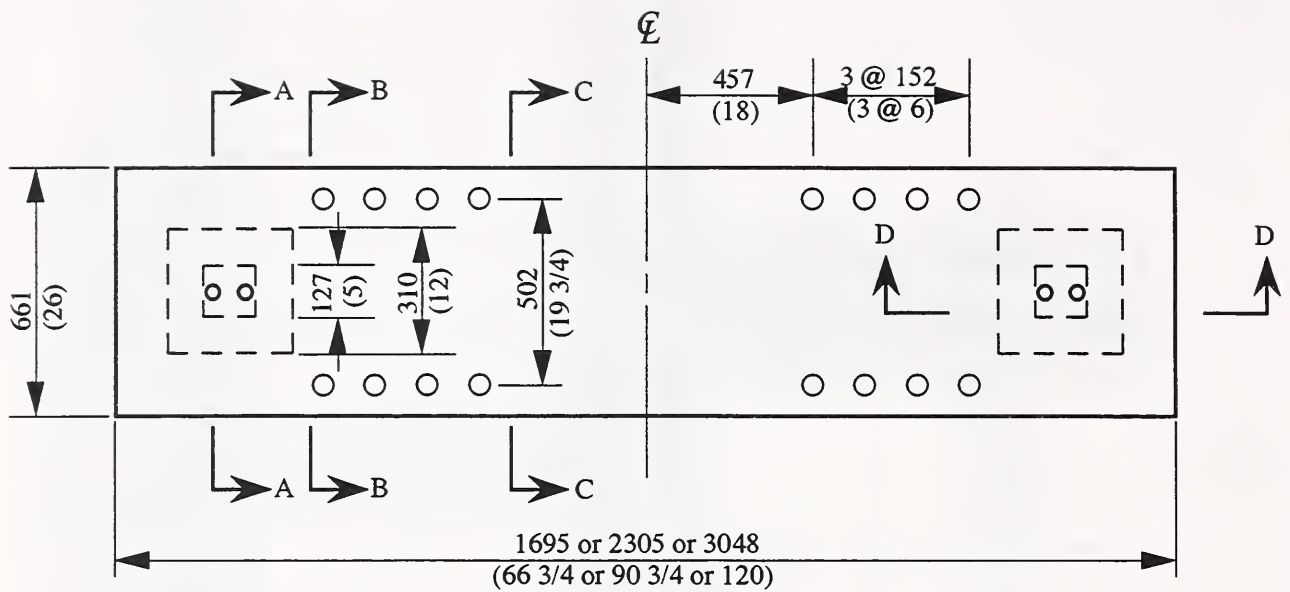 ℄
A
B
C
457
(18)
3 @ 152
(3 @ 6)
661
(26)
127
(5)
310
(12)
502
(19 3/4)
D
D
A
B
C
1695 or 2305 or 3048
(66 3/4 or 90 3/4 or 120)